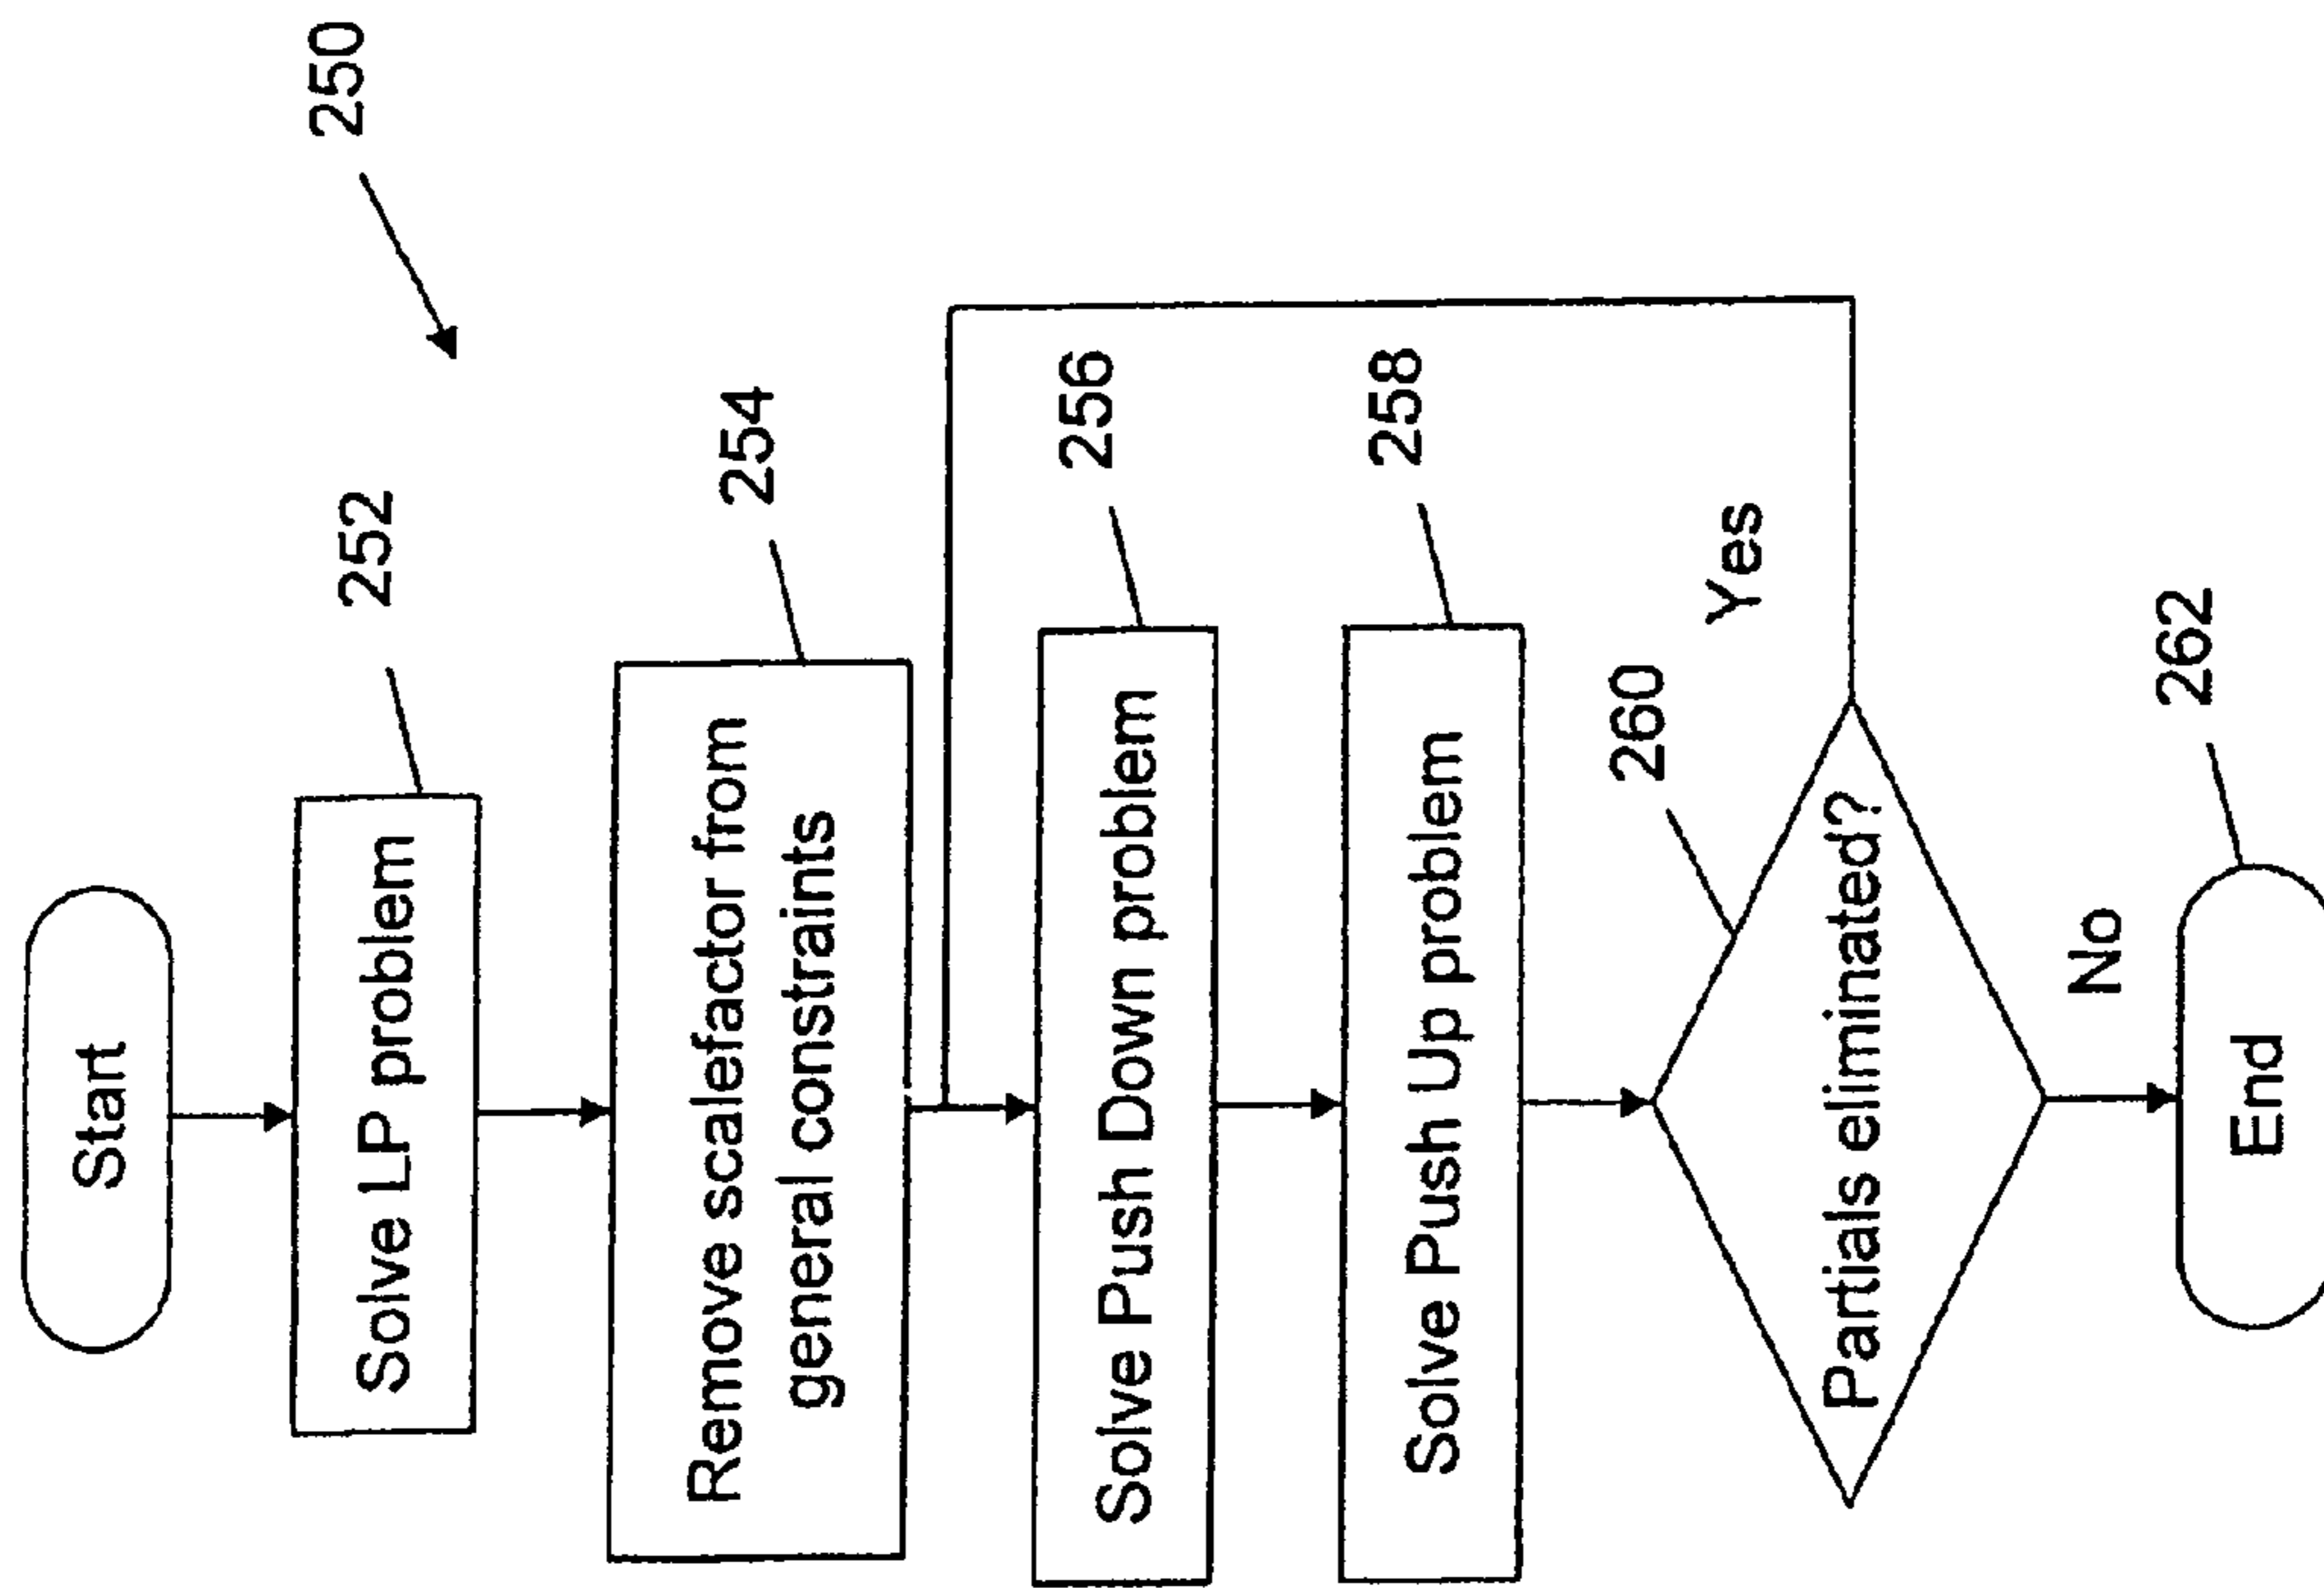 250
Start
252
Solve LP problem
254
Remove scalefactor from
general constraints
256
Solve Push Down problem
258
Solve Push Up problem
260
Partials eliminated?
Yes
No
262
End